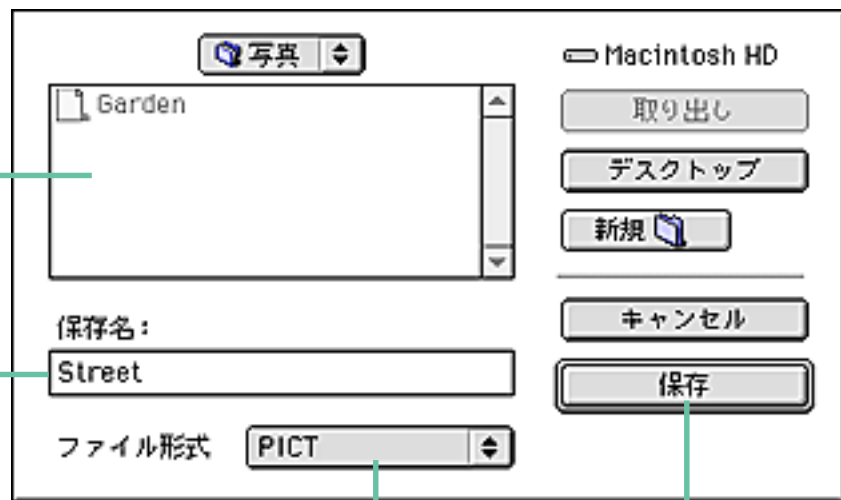 写真
Macintosh HD
Garden
取り出し
デスクトップ
新規
保存名：
Street
キャンセル
保存
ファイル形式 PICT